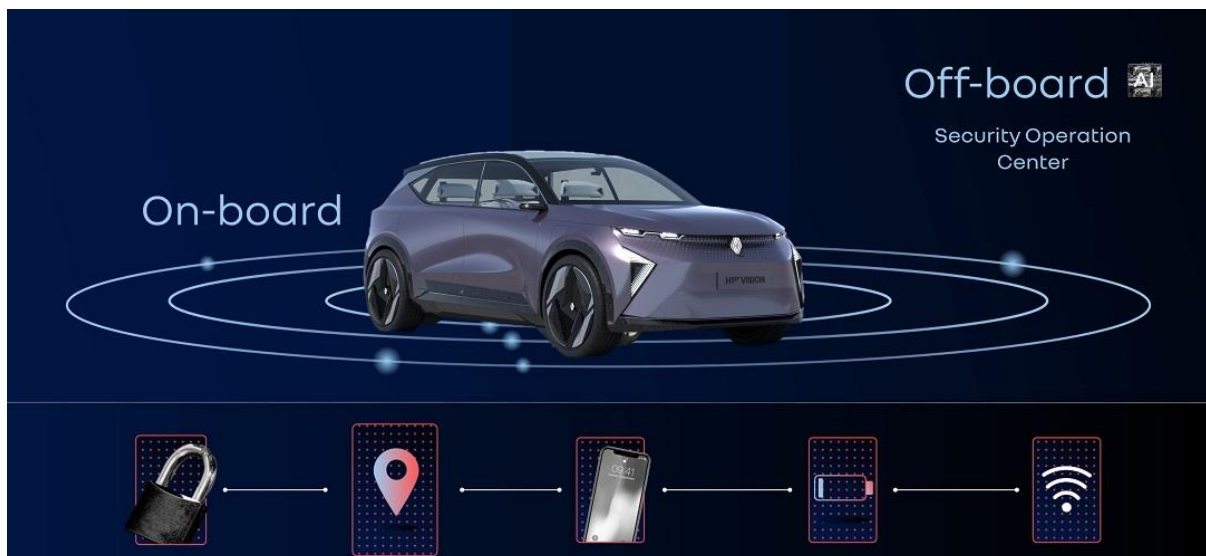 Off-board AI
Security Operation
Center
On-board
H1st VISION
09:41